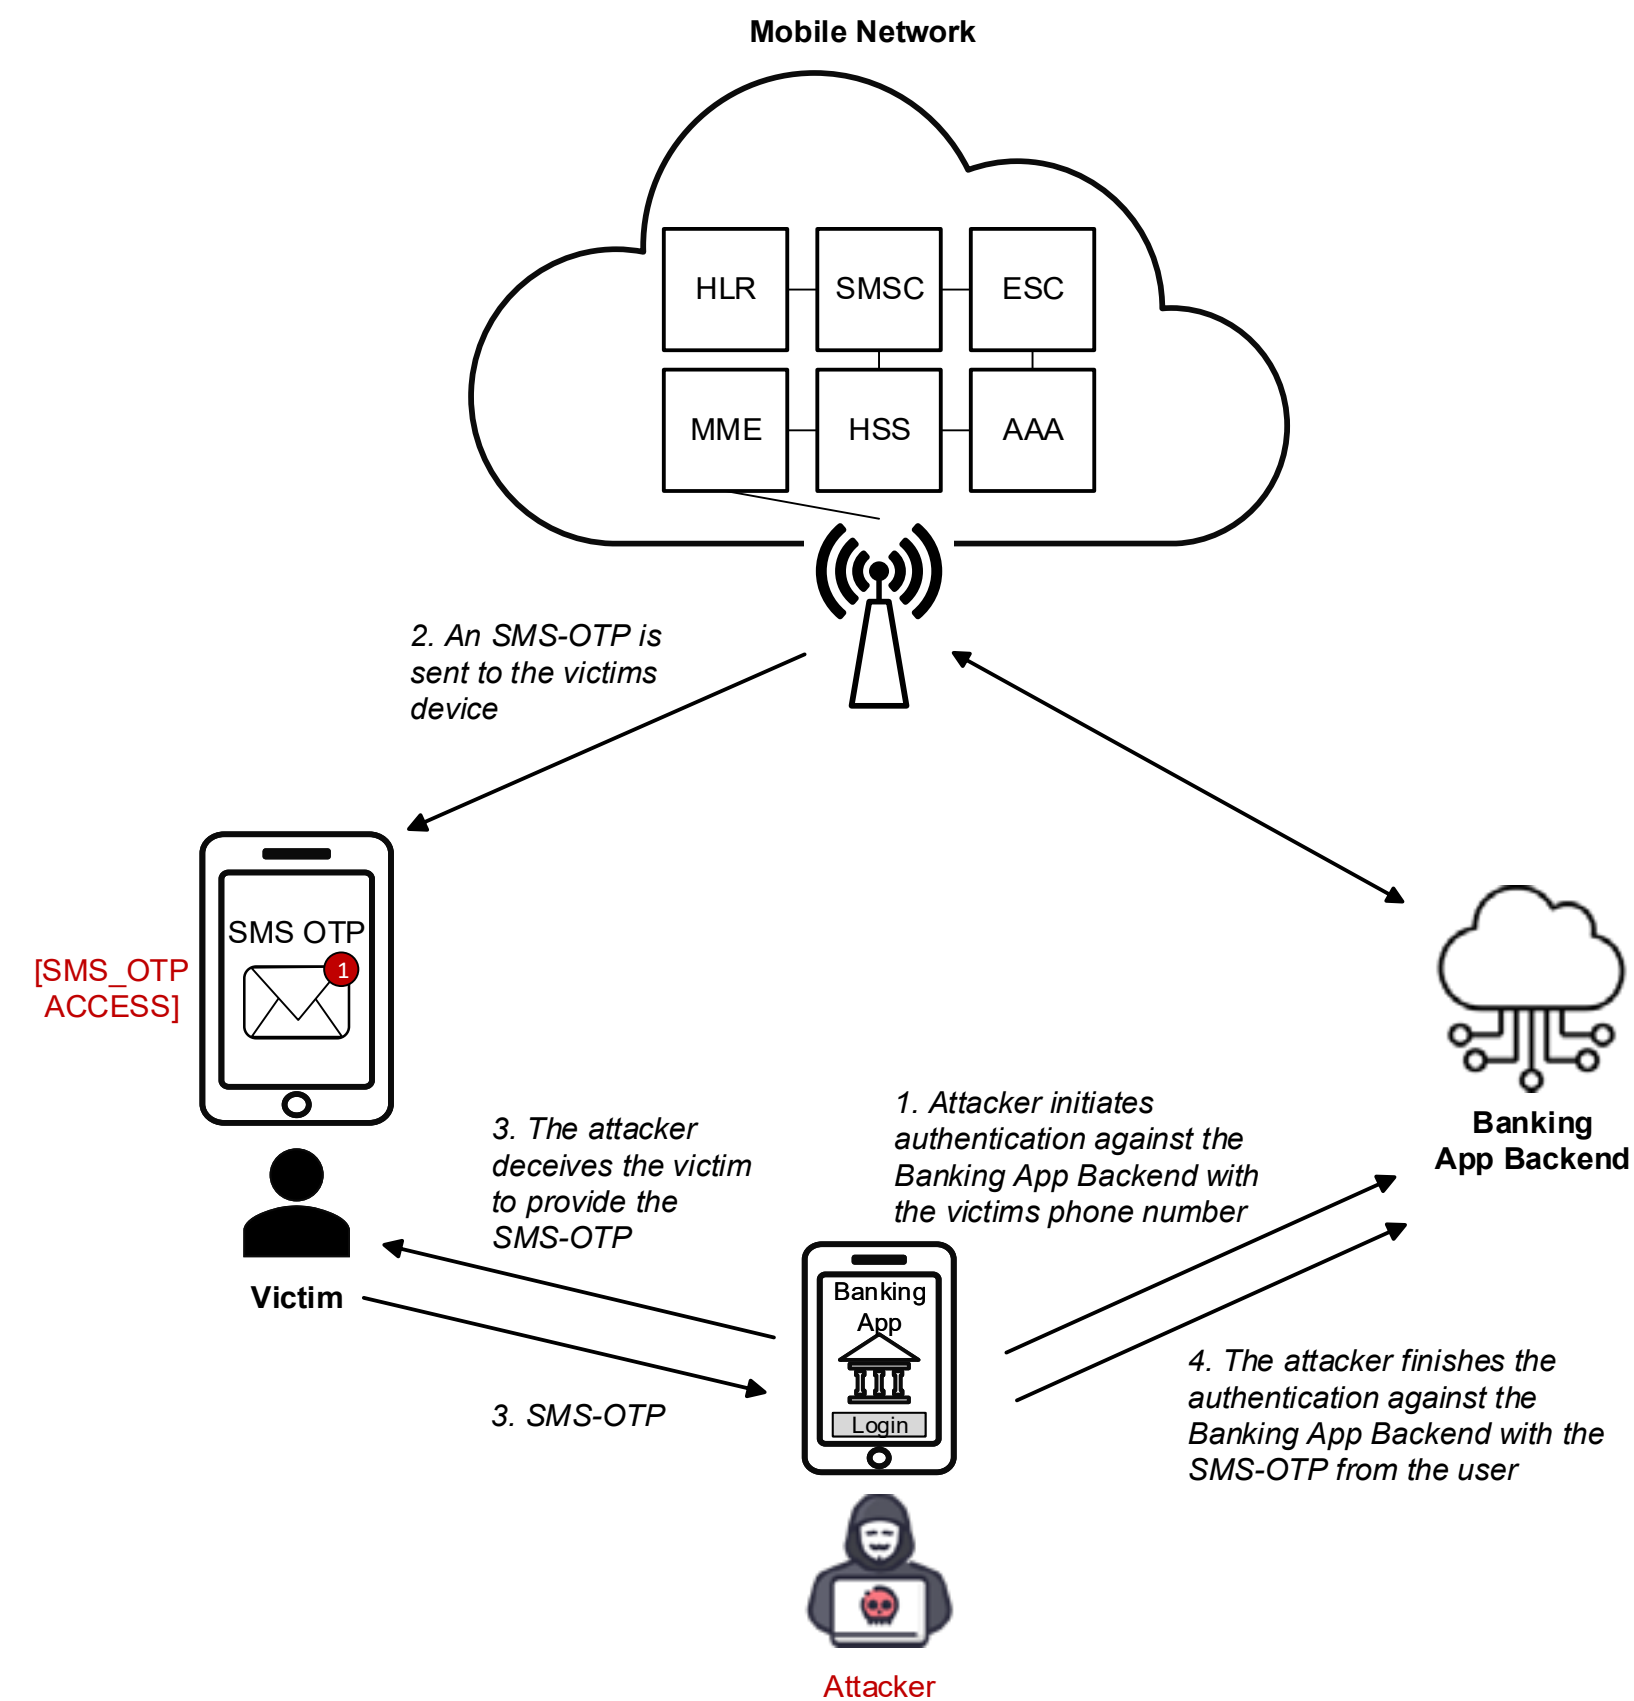 Mobile Network
HLR
SMSC
ESC
MME
HSS
AAA
2. An SMS-OTP is
sent to the victims
device
SMS OTP
1
[SMS_OTP
ACCESS]
Banking
App Backend
1. Attacker initiates
authentication against the
Banking App Backend with
the victims phone number
3. The attacker
deceives the victim
to provide the
SMS-OTP
Victim
Banking
App
Login
3. SMS-OTP
4. The attacker finishes the
authentication against the
Banking App Backend with the
SMS-OTP from the user
Attacker